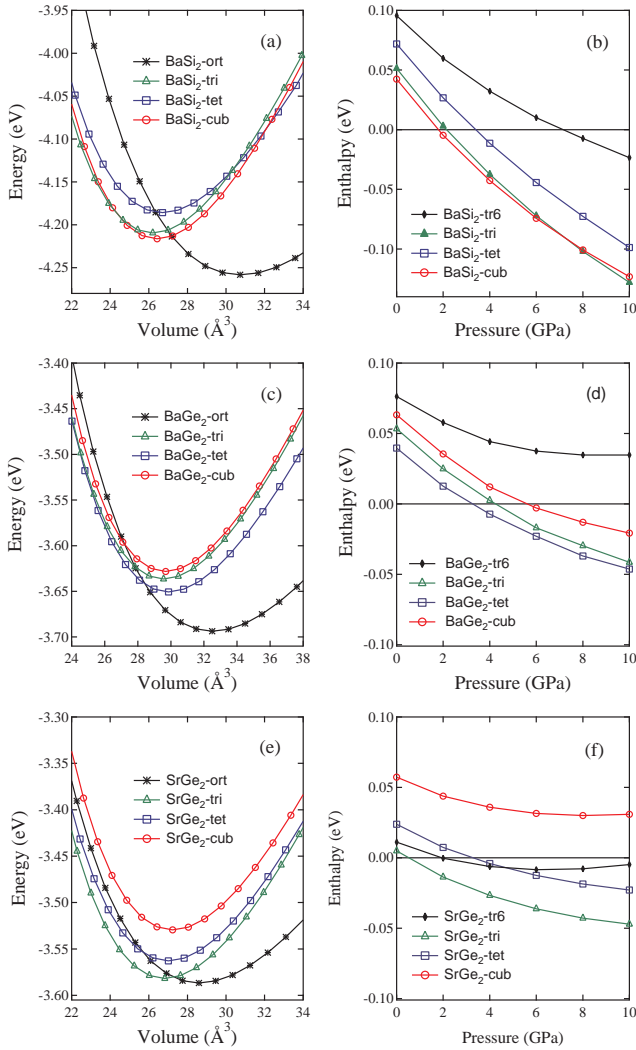 (a)
BaSi2-ort
BaSi2-tri
BaSi2-tet
BaSi2-cub
Energy (eV)
-3.95
-4.00
-4.05
-4.10
-4.15
-4.20
-4.25
22 24 26 28 30 32 34
Volume (Å3)
(b)
BaSi2-tr6
BaSi2-tri
BaSi2-tet
BaSi2-cub
Enthalpy (eV)
0.10
0.05
0.00
-0.05
-0.10
0 2 4 6 8 10
Pressure (GPa)
(c)
BaGe2-ort
BaGe2-tri
BaGe2-tet
BaGe2-cub
Energy (eV)
-3.40
-3.45
-3.50
-3.55
-3.60
-3.65
-3.70
24 26 28 30 32 34 36 38
Volume (Å3)
(d)
BaGe2-tr6
BaGe2-tri
BaGe2-tet
BaGe2-cub
Enthalpy (eV)
0.10
0.05
0.00
-0.05
-0.10
0 2 4 6 8 10
Pressure (GPa)
(e)
SrGe2-ort
SrGe2-tri
SrGe2-tet
SrGe2-cub
Energy (eV)
-3.30
-3.35
-3.40
-3.45
-3.50
-3.55
-3.60
22 24 26 28 30 32 34
Volume (Å3)
(f)
SrGe2-tr6
SrGe2-tri
SrGe2-tet
SrGe2-cub
Enthalpy (eV)
0.10
0.05
0.00
-0.05
-0.10
0 2 4 6 8 10
Pressure (GPa)